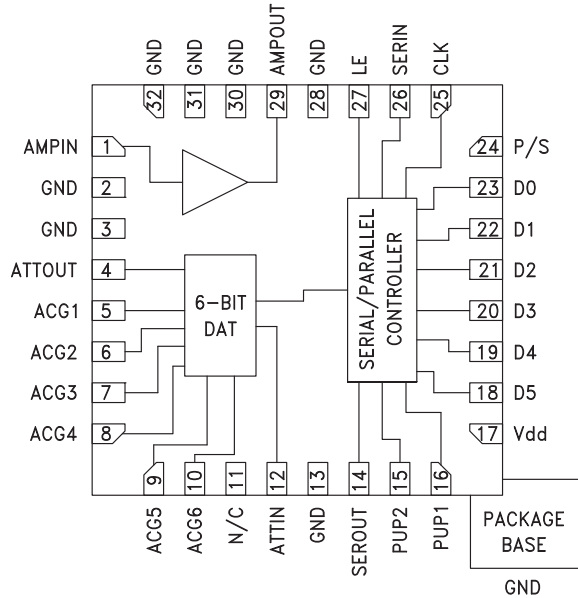 GND
GND
GND
AMPOUT
GND
LE
SERIN
CLK
32
31
30
29
28
27
26
25
AMPIN 1
GND 2
GND 3
ATTOUT 4
ACG1 5
ACG2 6
ACG3 7
ACG4 8
6-BIT
DAT
SERIAL/PARALLEL
CONTROLLER
24 P/S
23 D0
22 D1
21 D2
20 D3
19 D4
18 D5
17 Vdd
9
10
11
12
13
14
15
16
ACG5
ACG6
N/C
ATTIN
GND
SEROUT
PUP2
PUP1
PACKAGE
BASE
GND